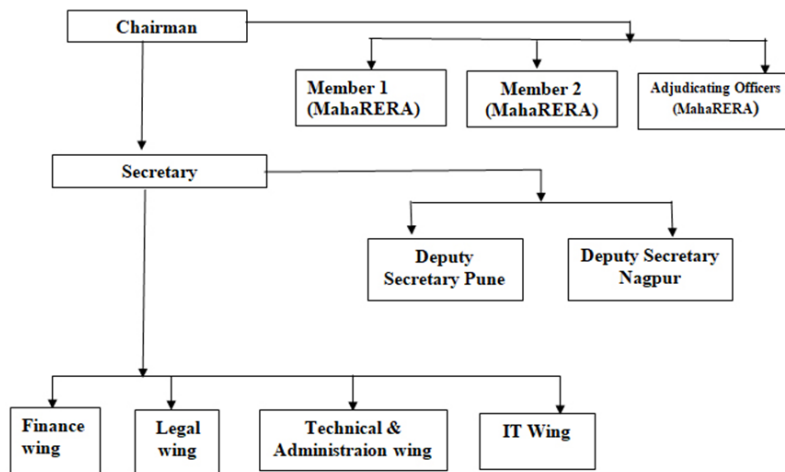 Chairman
Member 1
(MahaRERA)
Member 2
(MahaRERA)
Adjudicating Officers
(MahaRERA)
Secretary
Deputy
Secretary Pune
Deputy Secretary
Nagpur
Finance
wing
Legal
wing
Technical &
Administraion wing
IT Wing